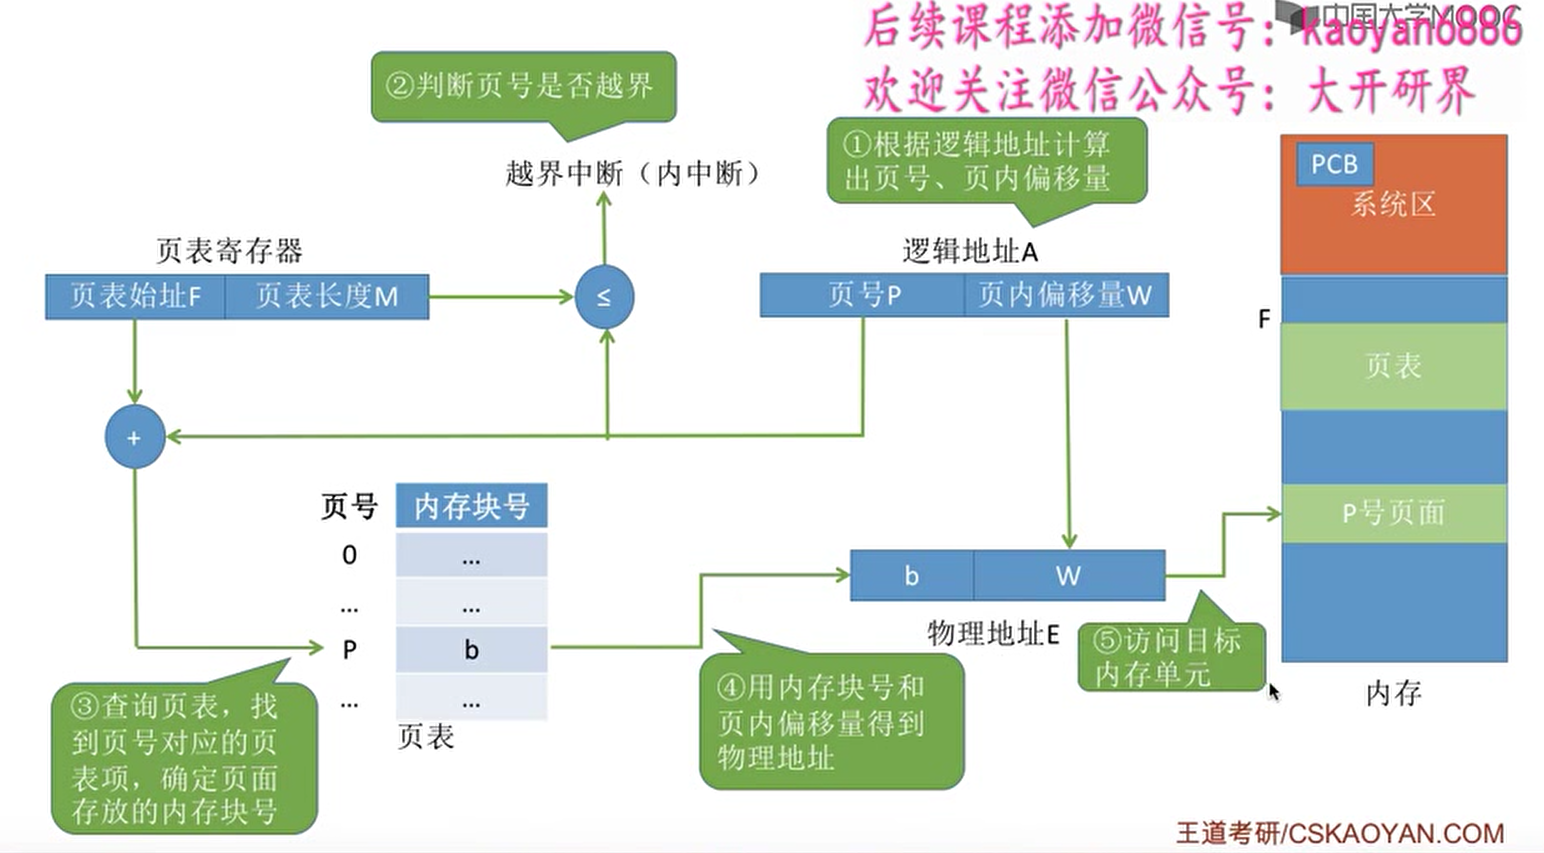 后续课程添加微信号：kaoyan6886
中国大学MOOC
欢迎关注微信公众号：大开研界
②判断页号是否越界
①根据逻辑地址计算
出页号、页内偏移量
越界中断（内中断）
PCB
系统区
页表寄存器
逻辑地址A
页表始址F
页表长度M
≤
页号P
页内偏移量W
F
页表
+
页号
内存块号
P号页面
0
...
...
...
b
W
P
b
物理地址E
⑤访问目标
内存单元
...
...
内存
③查询页表，找
到页号对应的页
表项，确定页面
存放的内存块号
页表
④用内存块号和
页内偏移量得到
物理地址
王道考研/CSKAOYAN.COM